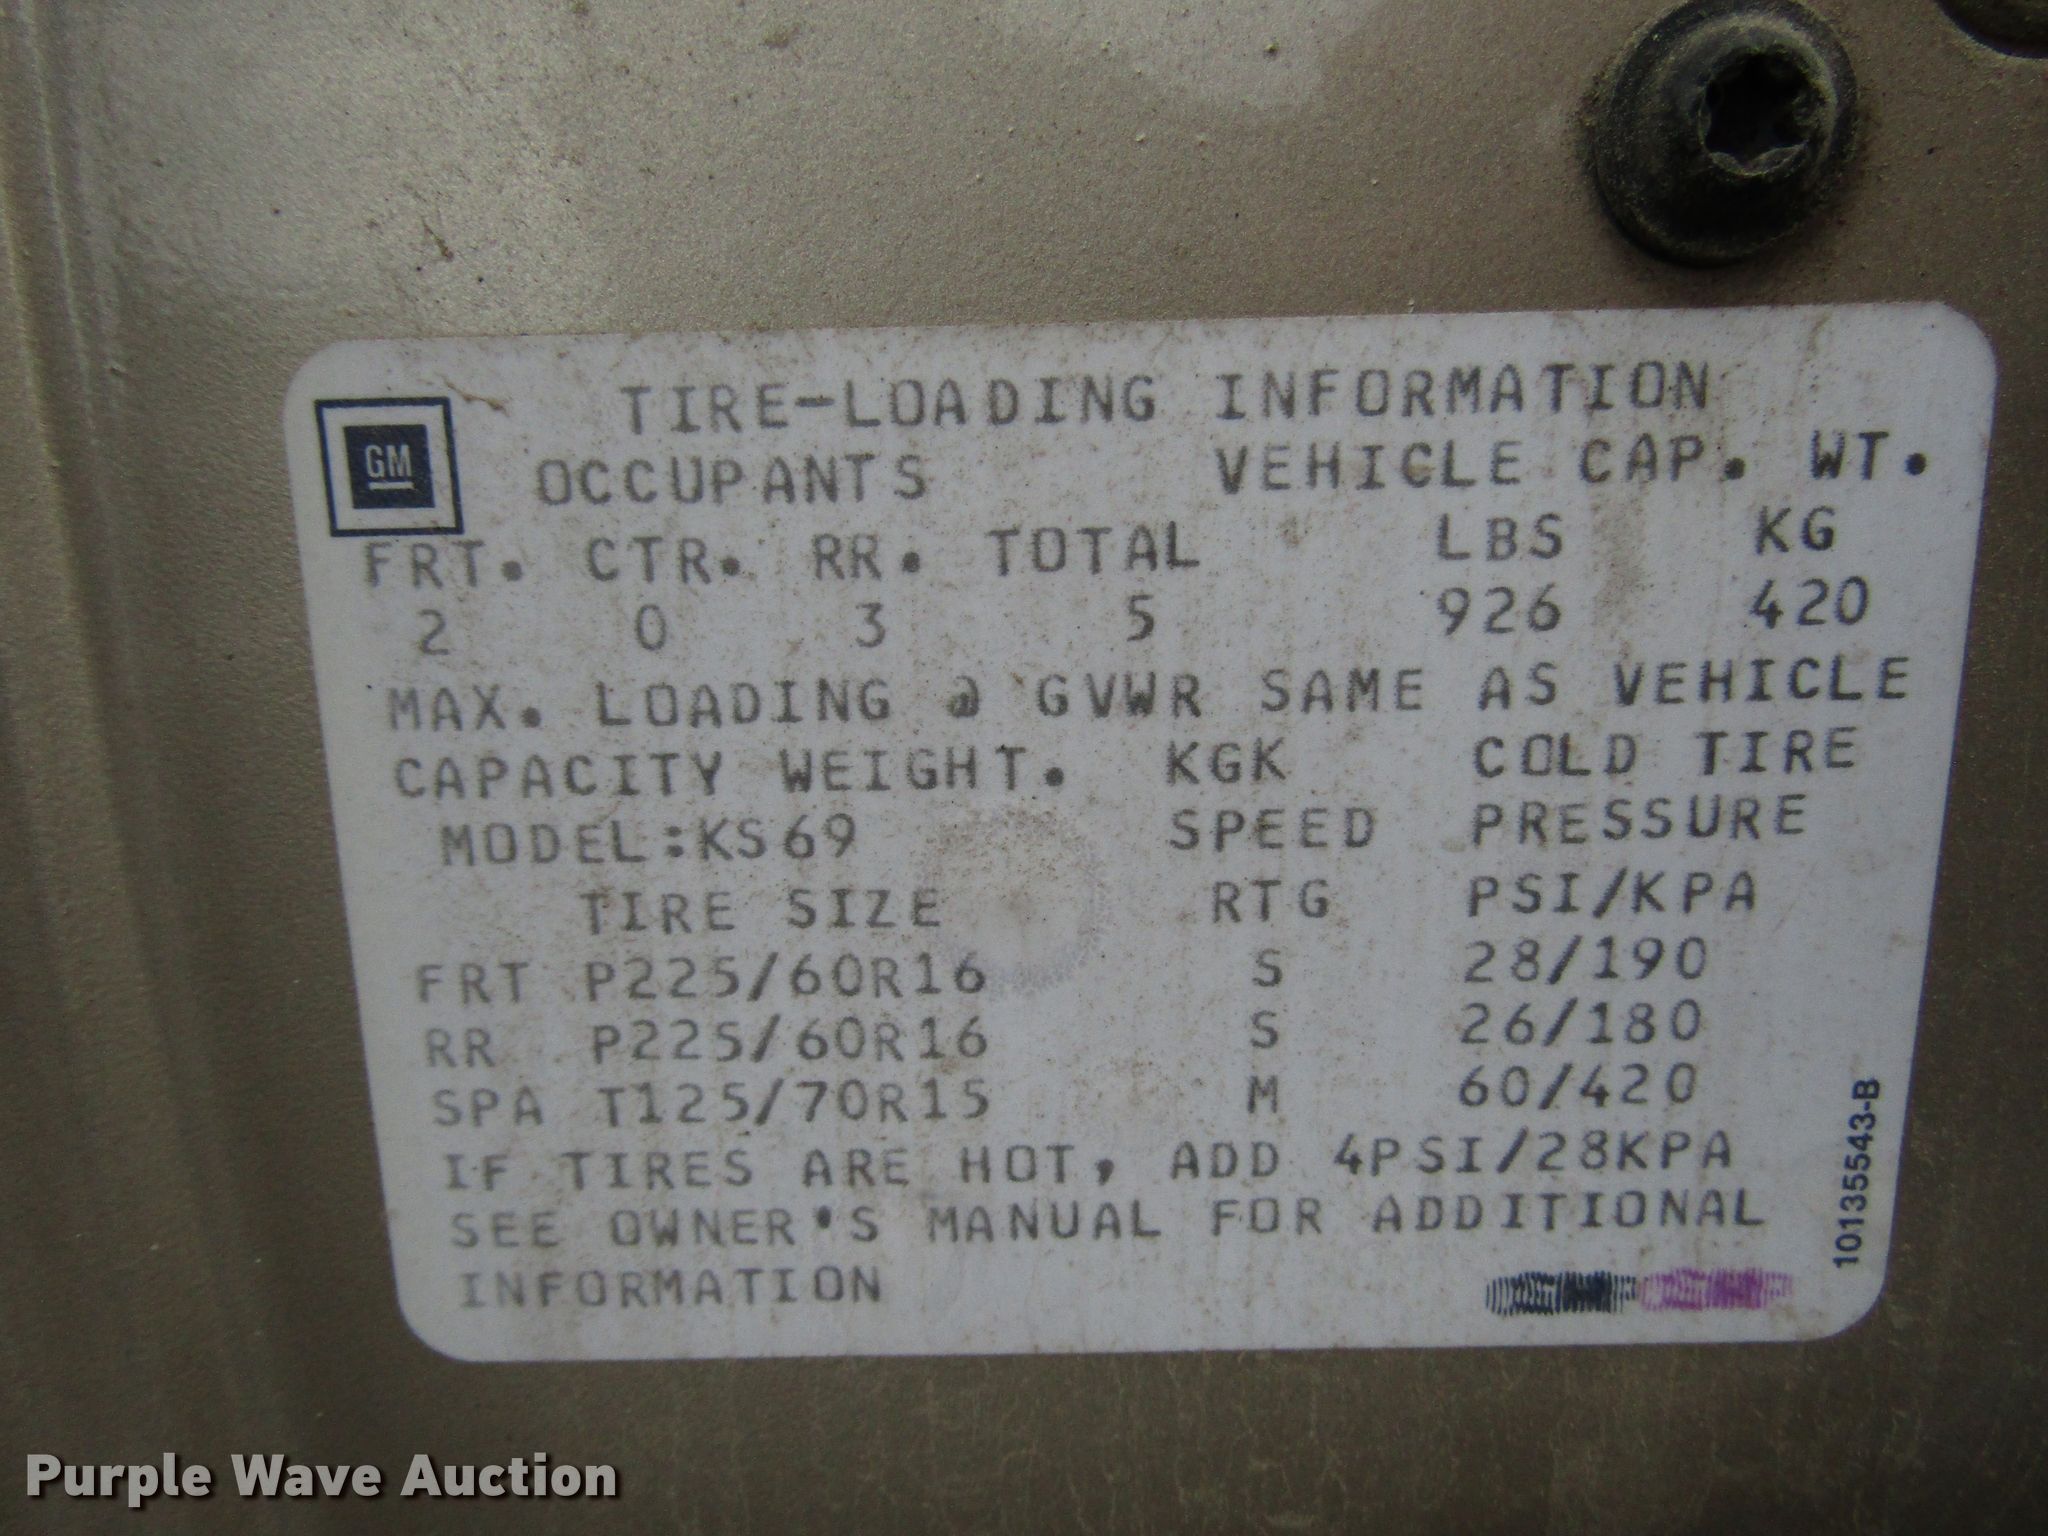 TIRE-LOADING INFORMATION
GM
OCCUPANTS VEHICLE CAP. WT.
FRT. CTR. RR. TOTAL LBS KG
2 0 3 5 926 420
MAX. LOADING @ GVWR SAME AS VEHICLE
CAPACITY WEIGHT. KGK COLD TIRE
MODEL:KS69 SPEED PRESSURE
TIRE SIZE RTG PSI/KPA
FRT P225/60R16 S 28/190
RR P225/60R16 S 26/180
SPA T125/70R15 M 60/420
IF TIRES ARE HOT, ADD 4PSI/28KPA
SEE OWNER'S MANUAL FOR ADDITIONAL
INFORMATION
10135543-B
Purple Wave Auction